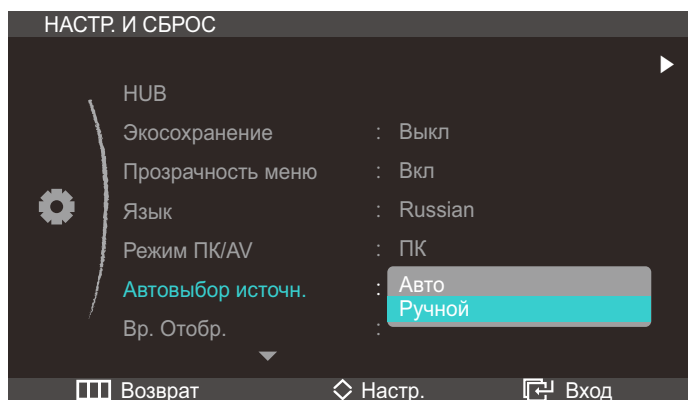 НАСТР. И СБРОС
HUB
Экосохранение : Выкл
Прозрачность меню : Вкл
Язык : Russian
Режим ПК/AV : ПК
Автовыбор источн. : Авто
Ручной
Вр. Отобр. :
Возврат Настр. Вход